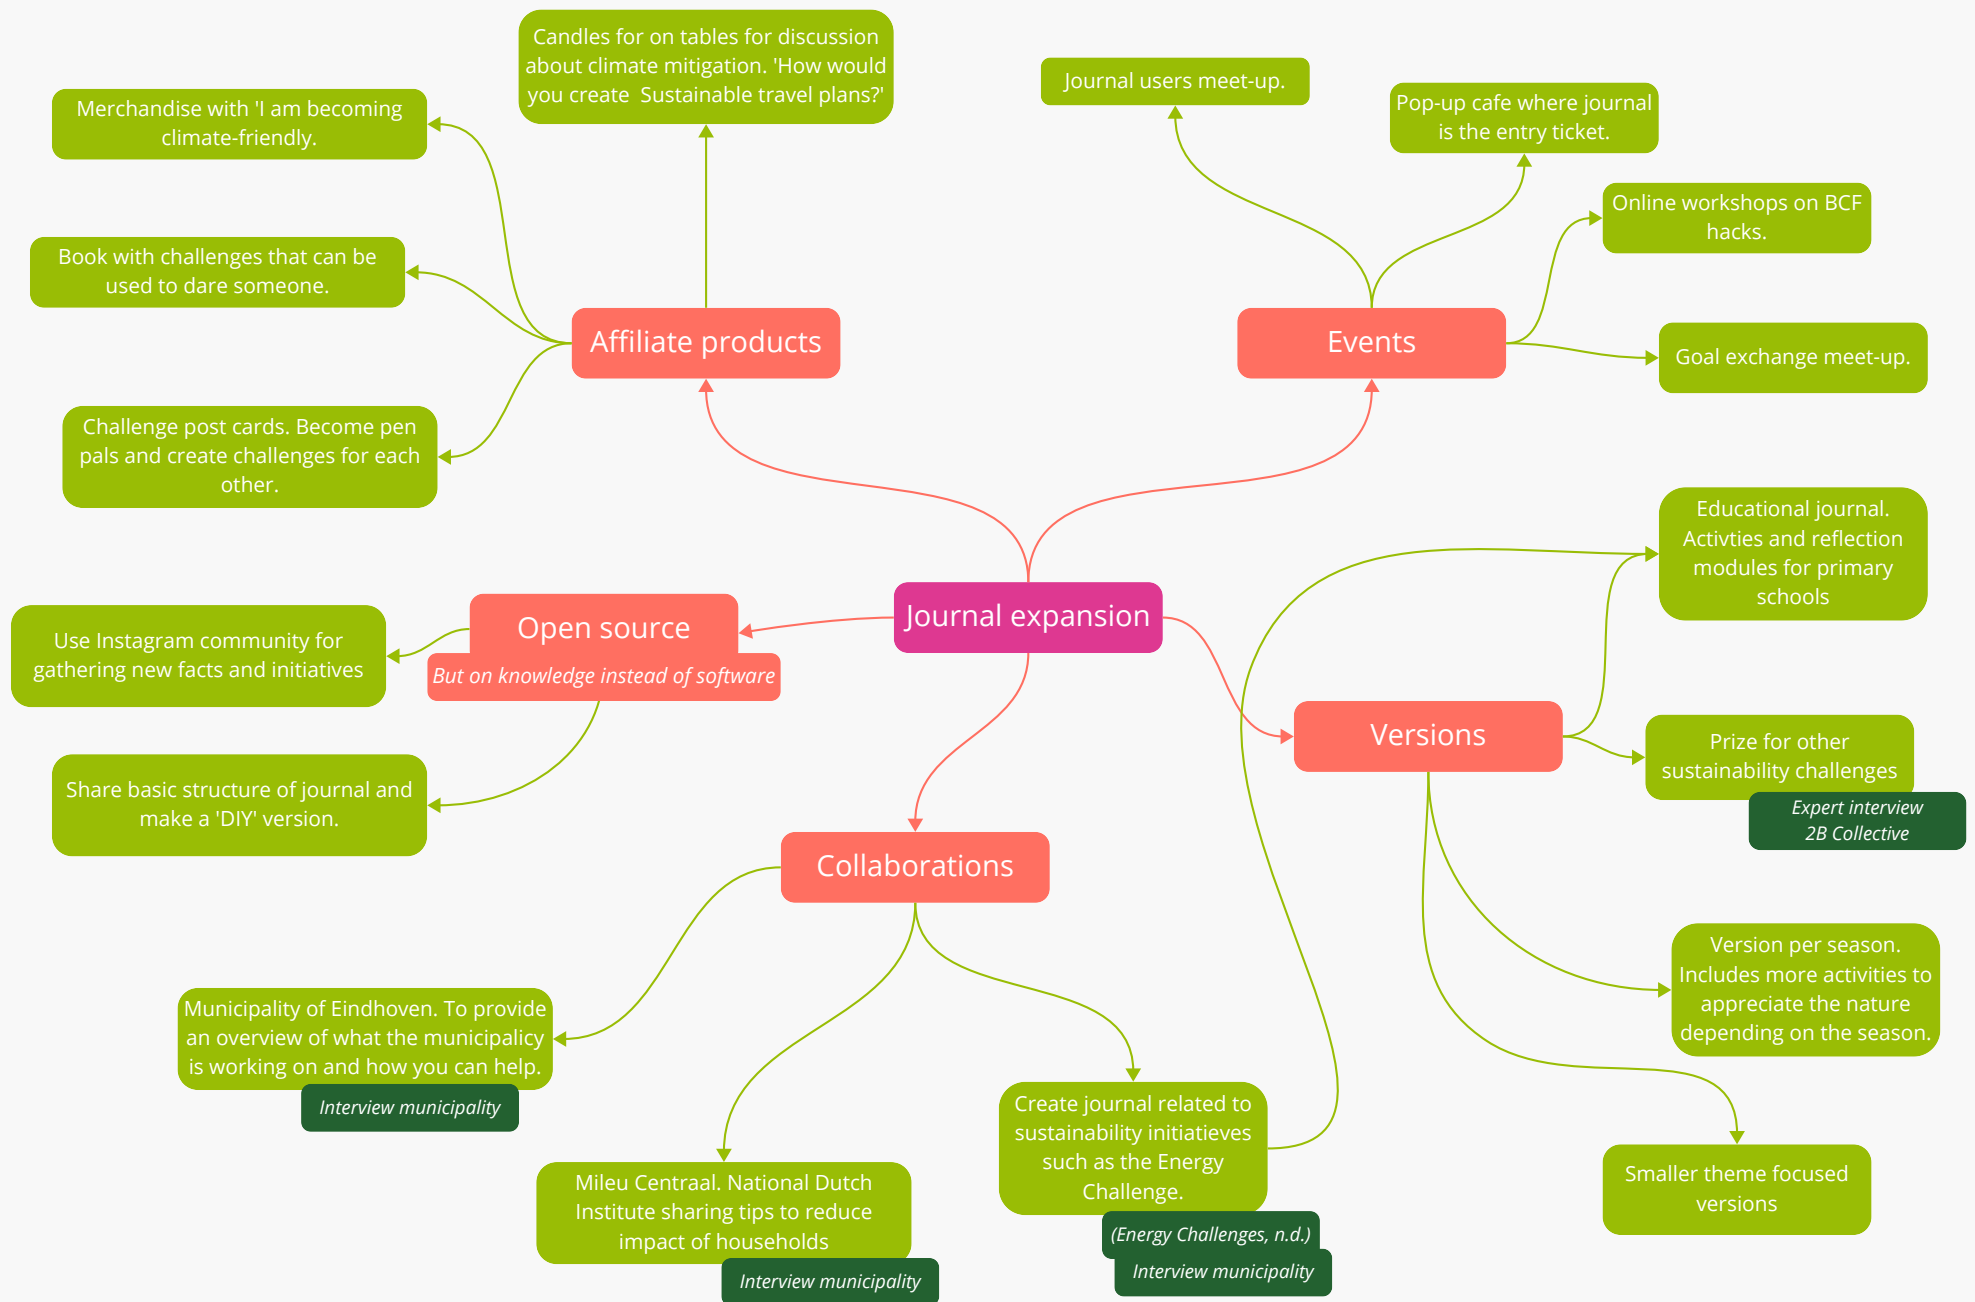 Candles for on tables for discussion
about climate mitigation. 'How would
you create Sustainable travel plans?'
Merchandise with 'I am becoming
climate-friendly.
Book with challenges that can be
used to dare someone.
Affiliate products
Challenge post cards. Become pen
pals and create challenges for each
other.
Journal users meet-up.
Pop-up cafe where journal
is the entry ticket.
Online workshops on BCF
hacks.
Events
Goal exchange meet-up.
Journal expansion
Open source
But on knowledge instead of software
Use Instagram community for
gathering new facts and initiatives
Share basic structure of journal and
make a 'DIY' version.
Educational journal.
Activties and reflection
modules for primary
schools
Versions
Prize for other
sustainability challenges
Expert interview
2B Collective
Version per season.
Includes more activities to
appreciate the nature
depending on the season.
Smaller theme focused
versions
Collaborations
Municipality of Eindhoven. To provide
an overview of what the municipalicy
is working on and how you can help.
Interview municipality
Mileu Centraal. National Dutch
Institute sharing tips to reduce
impact of households
Interview municipality
Create journal related to
sustainability initiatieves
such as the Energy
Challenge.
(Energy Challenges, n.d.)
Interview municipality